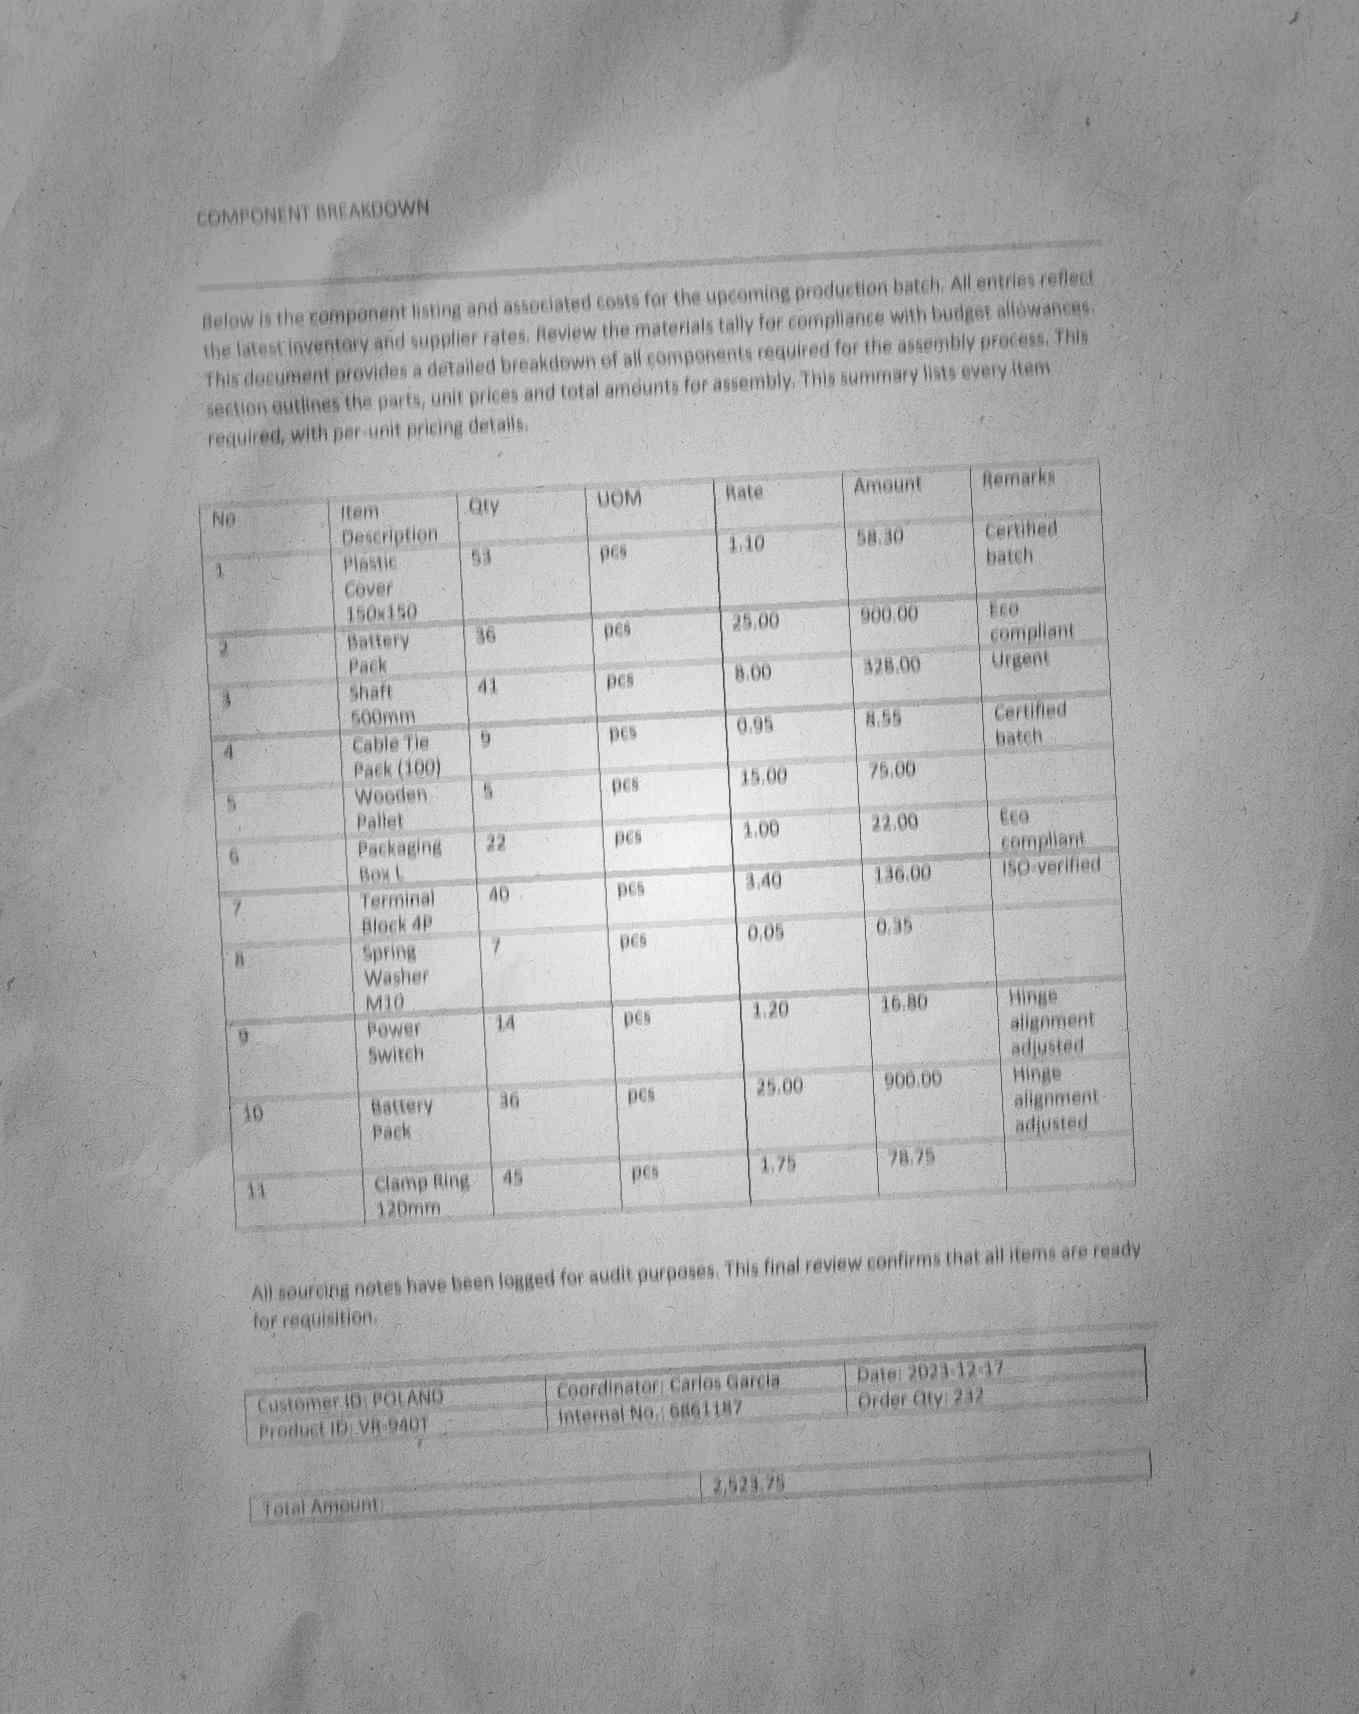 COMPONENT BREAKDOWN
Below is the component listing and associated costs for the upcoming production batch. All entries reflect
the latest inventory and supplier rates. Review the materials tally for compliance with budget allowances.
This document provides a detailed breakdown of all components required for the assembly process. This
section outlines the parts, unit prices and total amounts for assembly. This summary lists every item
required, with per-unit pricing details.
No Item Description Qty UOM Rate Amount Remarks
1 Plastic Cover 150x150 53 pcs 1.10 58.30 Certified batch
2 Battery Pack 36 pcs 25.00 900.00 Eco compliant
3 Shaft 500mm 41 pcs 8.00 328.00 Urgent
4 Cable Tie Pack (100) 9 pcs 0.95 8.55 Certified batch
5 Wooden Pallet 5 pcs 15.00 75.00
6 Packaging Box L 22 pcs 1.00 22.00 Eco compliant
7 Terminal Block 4P 40 pcs 3.40 136.00 ISO-verified
8 Spring Washer M10 7 pcs 0.05 0.35
9 Power Switch 14 pcs 1.20 16.80 Hinge alignment adjusted
10 Battery Pack 36 pcs 25.00 900.00 Hinge alignment adjusted
11 Clamp Ring 120mm 45 pcs 1.75 78.75
All sourcing notes have been logged for audit purposes. This final review confirms that all items are ready
for requisition.
Customer ID: POLAND Coordinator: Carlos Garcia Date: 2023-12-17
Product ID: VR-940T Internal No.: 6861187 Order Qty: 232
Total Amount: 2,523.75